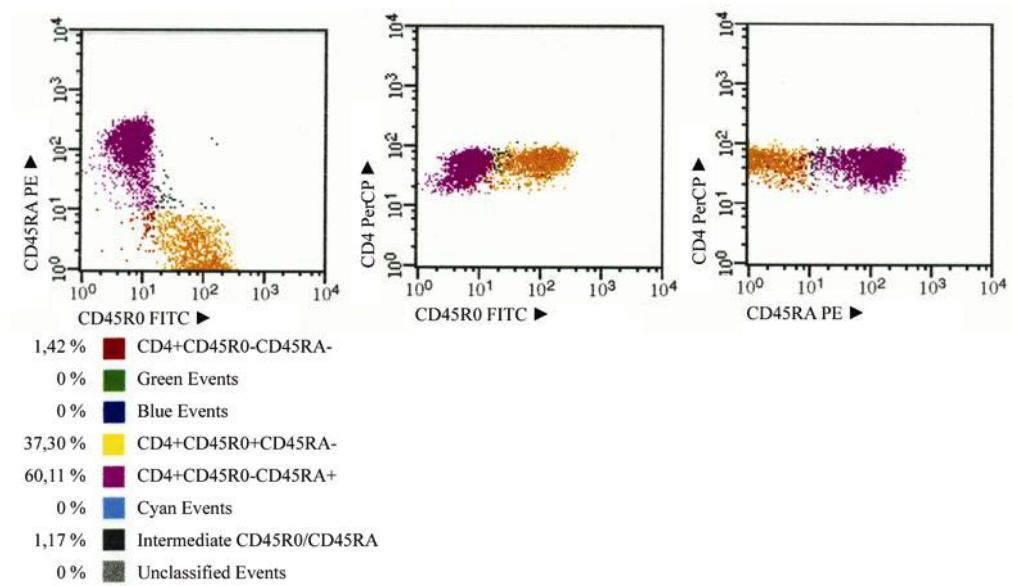 10⁴
10³
10²
10¹
10⁰
CD45RA PE ▶
10⁰ 10¹ 10² 10³ 10⁴
CD45R0 FITC ▶
10⁴
10³
10²
10¹
10⁰
CD4 PerCP ▶
10⁰ 10¹ 10² 10³ 10⁴
CD45R0 FITC ▶
10⁴
10³
10²
10¹
10⁰
CD4 PerCP ▶
10⁰ 10¹ 10² 10³ 10⁴
CD45RA PE ▶
1,42 % CD4+CD45R0-CD45RA-
0 % Green Events
0 % Blue Events
37,30 % CD4+CD45R0+CD45RA-
60,11 % CD4+CD45R0-CD45RA+
0 % Cyan Events
1,17 % Intermediate CD45R0/CD45RA
0 % Unclassified Events